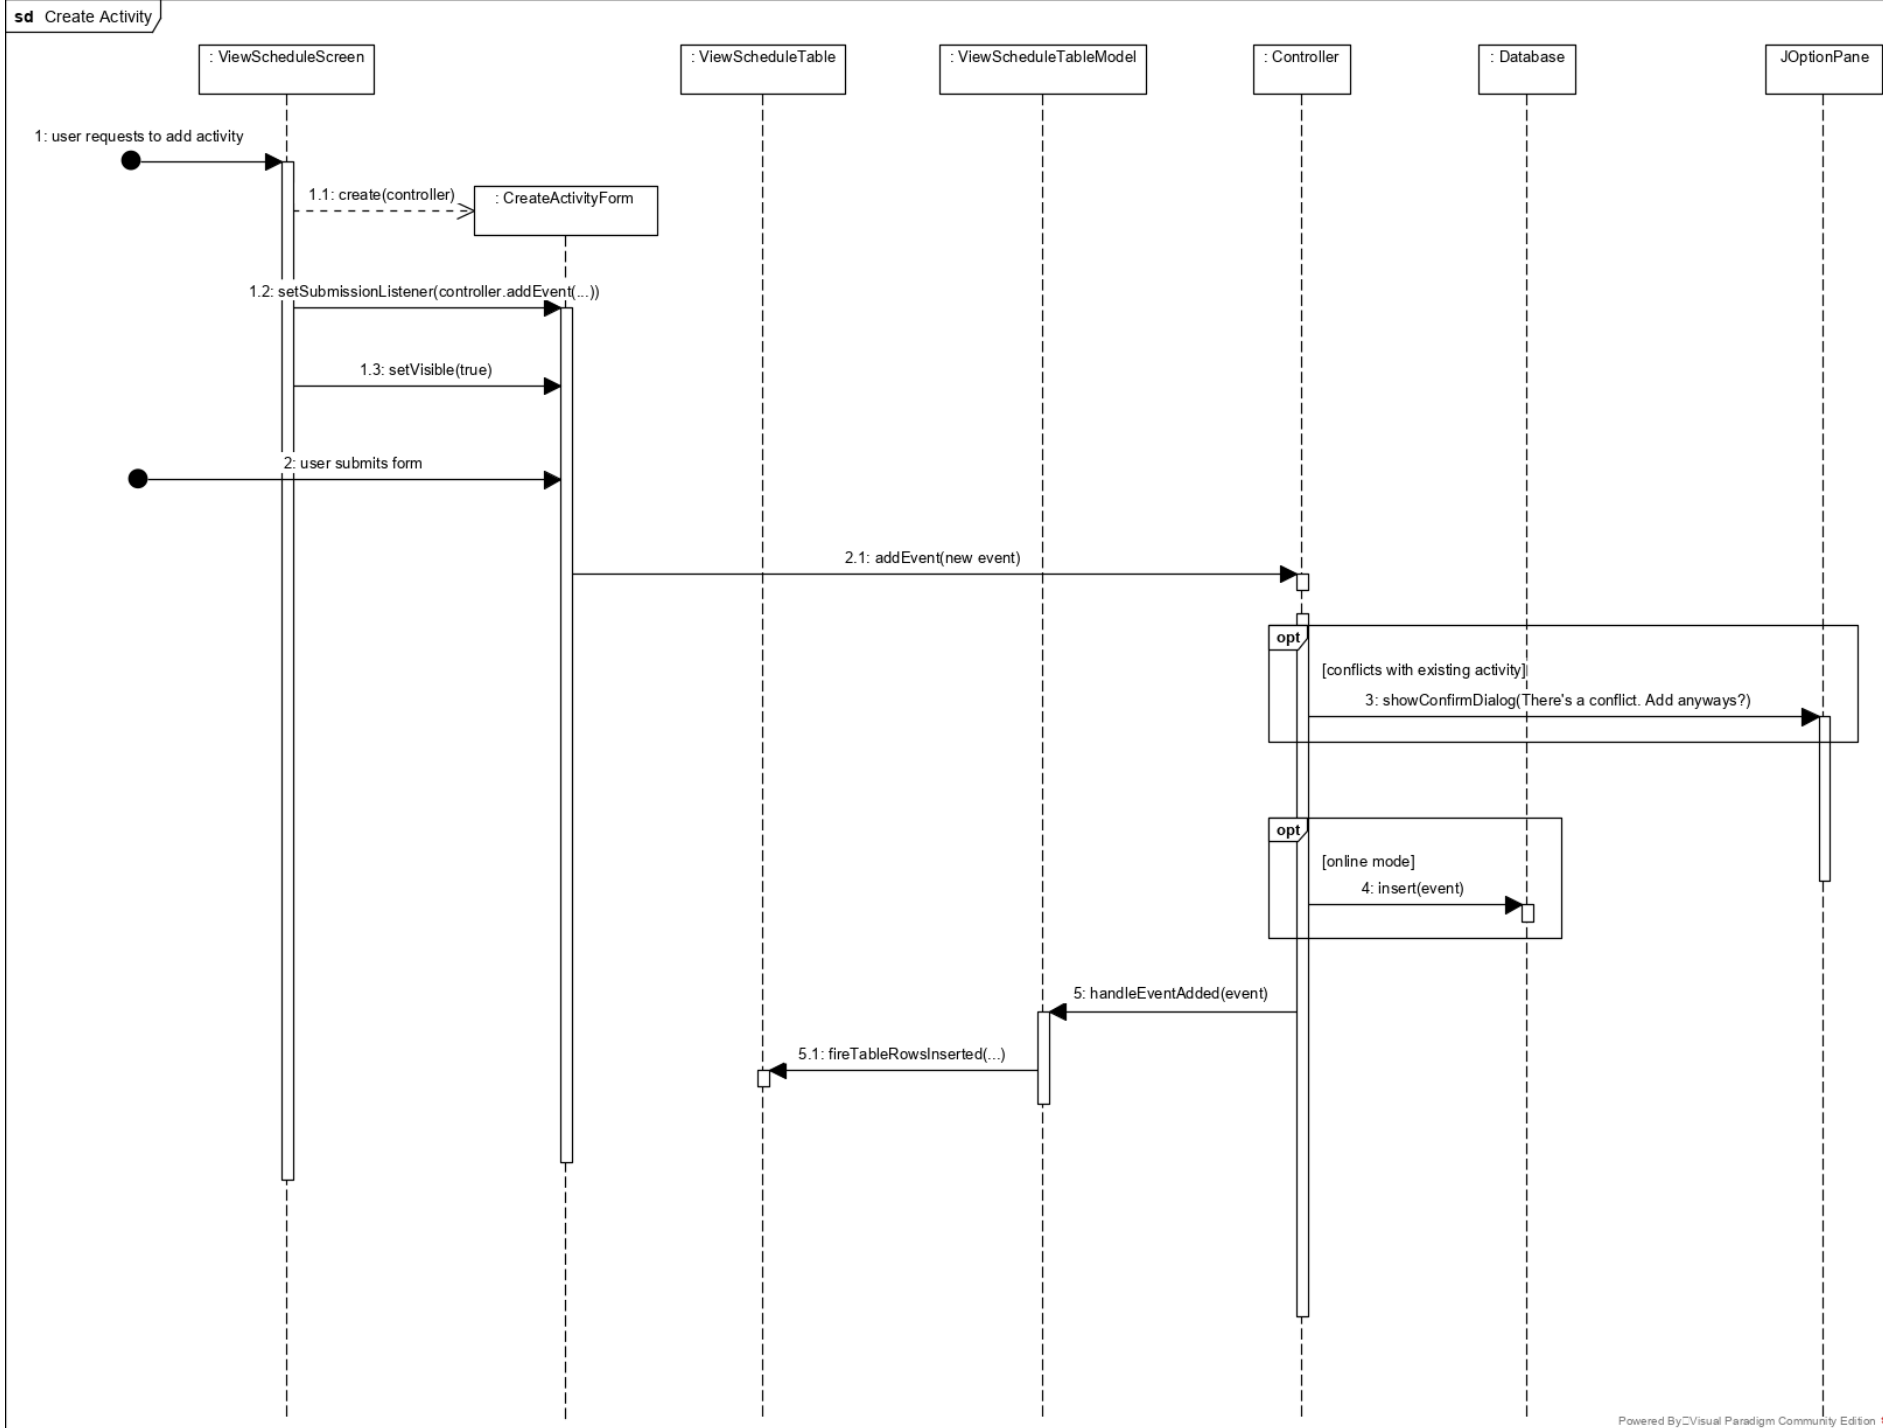 sd Create Activity
: ViewScheduleScreen
: ViewScheduleTable
: ViewScheduleTableModel
: Controller
: Database
JOptionPane
1: user requests to add activity
1.1: create(controller)
: CreateActivityForm
1.2: setSubmissionListener(controller.addEvent(...))
1.3: setVisible(true)
2: user submits form
2.1: addEvent(new event)
opt
[conflicts with existing activity]
3: showConfirmDialog(There's a conflict. Add anyways?)
opt
[online mode]
4: insert(event)
5: handleEventAdded(event)
5.1: fireTableRowsInserted(...)
Powered By Visual Paradigm Community Edition